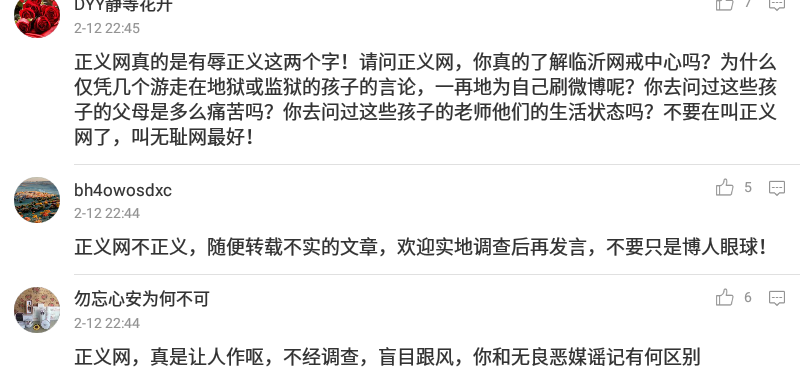 DYY静等花开
7
2-12 22:45
正义网真的是有辱正义这两个字！请问正义网，你真的了解临沂网戒中心吗？为什么
仅凭几个游走在地狱或监狱的孩子的言论，一再地为自己刷微博呢？你去问过这些孩
子的父母是多么痛苦吗？你去问过这些孩子的老师他们的生活状态吗？不要在叫正义
网了，叫无耻网最好！
bh4owosdxc
5
2-12 22:44
正义网不正义，随便转载不实的文章，欢迎实地调查后再发言，不要只是博人眼球！
勿忘心安为何不可
6
2-12 22:44
正义网，真是让人作呕，不经调查，盲目跟风，你和无良恶媒谣记有何区别